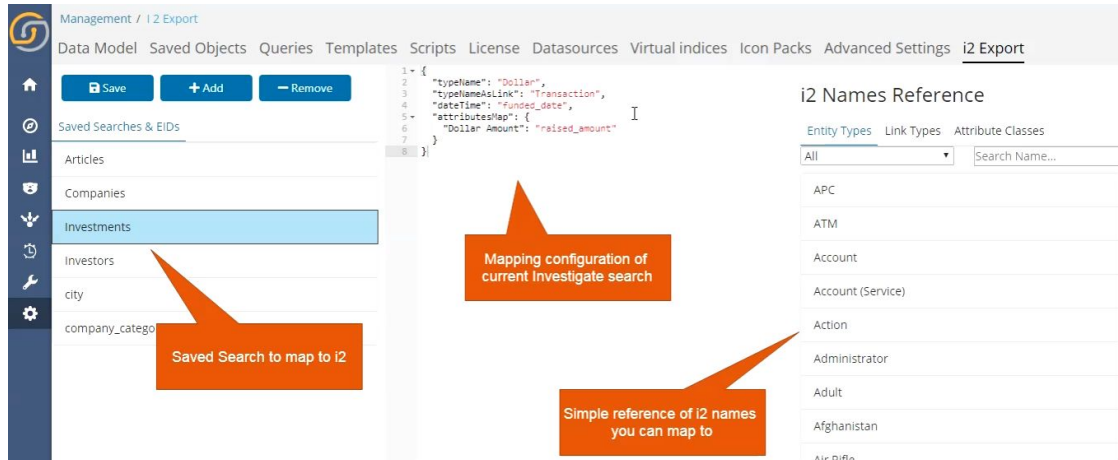 Management / I 2 Export
Data Model Saved Objects Queries Templates Scripts License Datasources Virtual indices Icon Packs Advanced Settings i2 Export
Save Add Remove
Saved Searches & EIDs
Articles
Companies
Investments
Investors
city
company_catego
Saved Search to map to i2
1 {
2 "typeName": "Dollar",
3 "typeNameAsLink": "Transaction",
4 "dateTime": "funded_date",
5 "attributesMap": {
6 "Dollar Amount": "raised_amount"
7 }
8 }
Mapping configuration of
current Investigate search
i2 Names Reference
Entity Types Link Types Attribute Classes
All Search Name...
APC
ATM
Account
Account (Service)
Action
Administrator
Adult
Afghanistan
Air Rifle
Simple reference of i2 names
you can map to